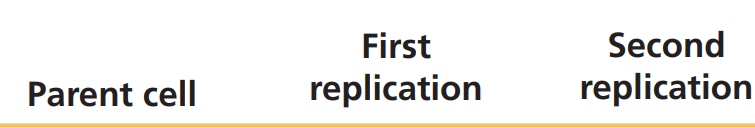 Parent cell
First
replication
Second
replication